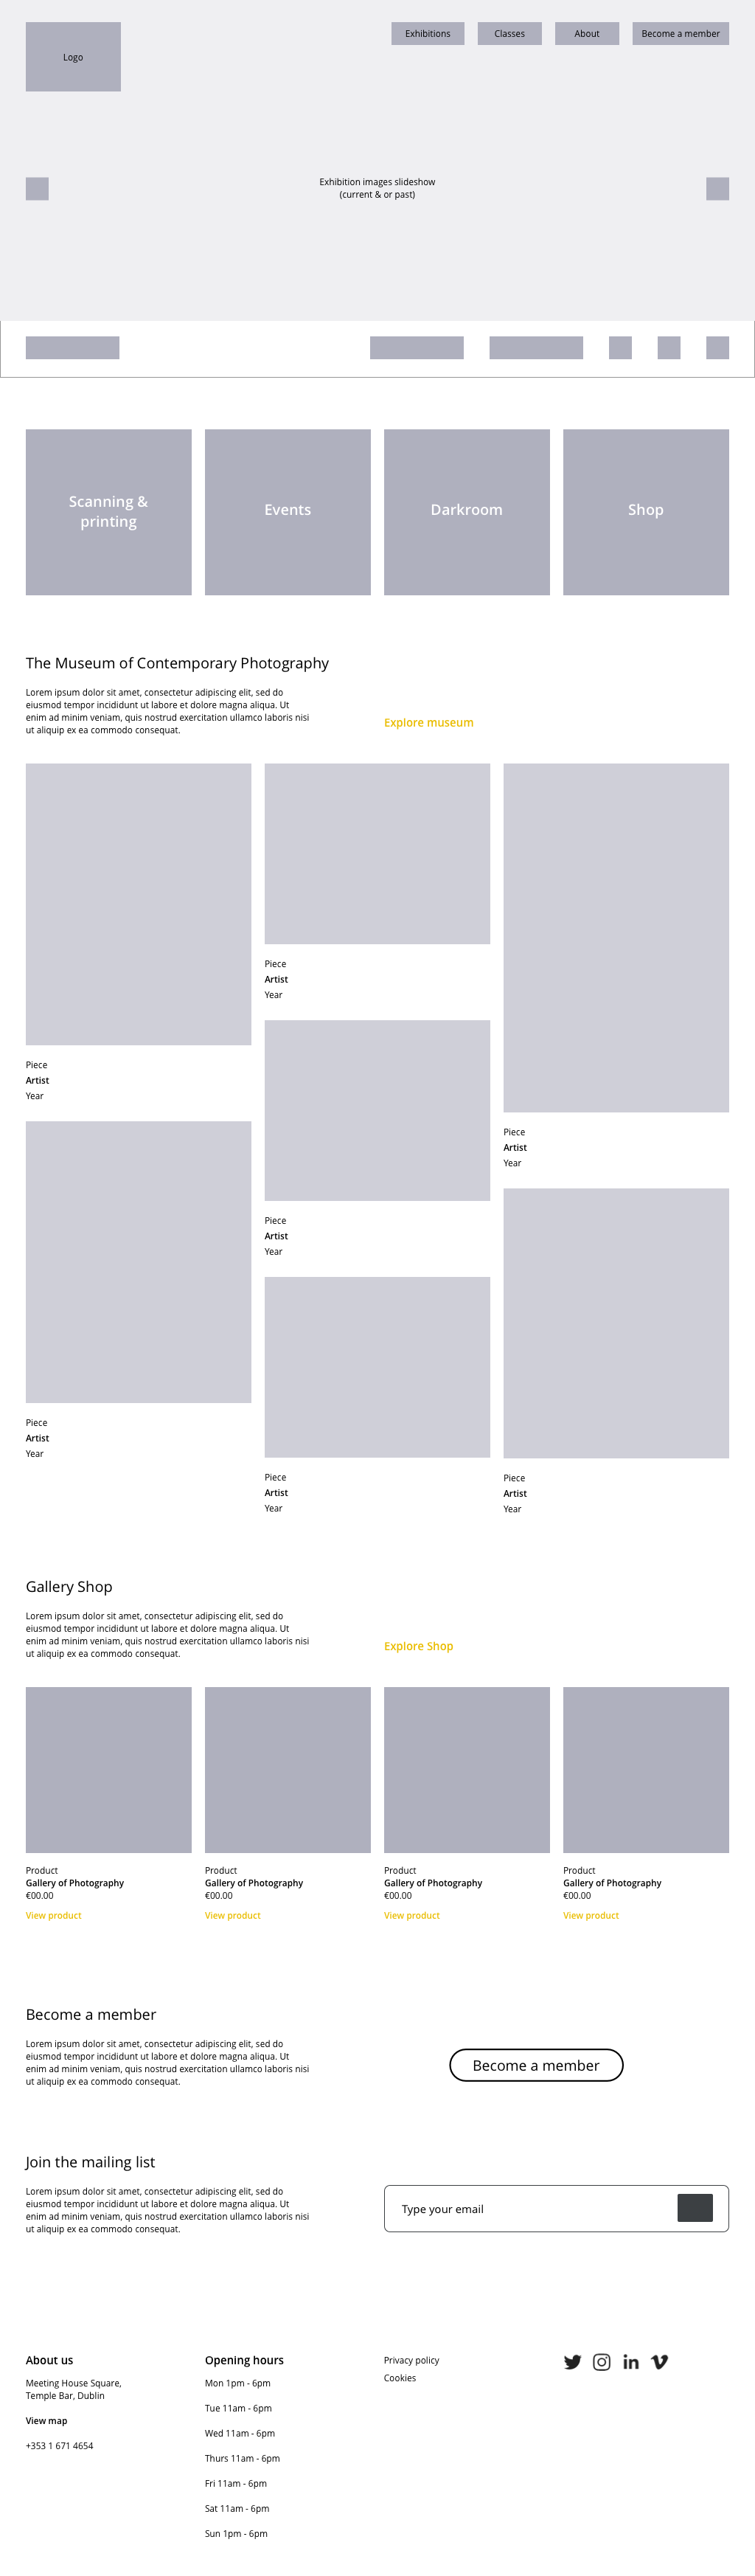 Logo
Exhibitions
Classes
About
Become a member
Exhibition images slideshow
(current & or past)
Scanning &
printing
Events
Darkroom
Shop
The Museum of Contemporary Photography
Lorem ipsum dolor sit amet, consectetur adipiscing elit, sed do
eiusmod tempor incididunt ut labore et dolore magna aliqua. Ut
enim ad minim veniam, quis nostrud exercitation ullamco laboris nisi
ut aliquip ex ea commodo consequat.
Explore museum
Piece
Artist
Year
Piece
Artist
Year
Piece
Artist
Year
Piece
Artist
Year
Piece
Artist
Year
Piece
Artist
Year
Piece
Artist
Year
Gallery Shop
Lorem ipsum dolor sit amet, consectetur adipiscing elit, sed do
eiusmod tempor incididunt ut labore et dolore magna aliqua. Ut
enim ad minim veniam, quis nostrud exercitation ullamco laboris nisi
ut aliquip ex ea commodo consequat.
Explore Shop
Product
Gallery of Photography
€00.00
View product
Product
Gallery of Photography
€00.00
View product
Product
Gallery of Photography
€00.00
View product
Product
Gallery of Photography
€00.00
View product
Become a member
Lorem ipsum dolor sit amet, consectetur adipiscing elit, sed do
eiusmod tempor incididunt ut labore et dolore magna aliqua. Ut
enim ad minim veniam, quis nostrud exercitation ullamco laboris nisi
ut aliquip ex ea commodo consequat.
Become a member
Join the mailing list
Lorem ipsum dolor sit amet, consectetur adipiscing elit, sed do
eiusmod tempor incididunt ut labore et dolore magna aliqua. Ut
enim ad minim veniam, quis nostrud exercitation ullamco laboris nisi
ut aliquip ex ea commodo consequat.
Type your email
About us
Meeting House Square,
Temple Bar, Dublin
View map
+353 1 671 4654
Opening hours
Mon 1pm - 6pm
Tue 11am - 6pm
Wed 11am - 6pm
Thurs 11am - 6pm
Fri 11am - 6pm
Sat 11am - 6pm
Sun 1pm - 6pm
Privacy policy
Cookies